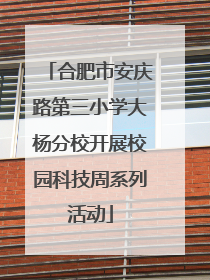 「合肥市安庆
路第三小学大
杨分校开展校
园科技周系列
活动」